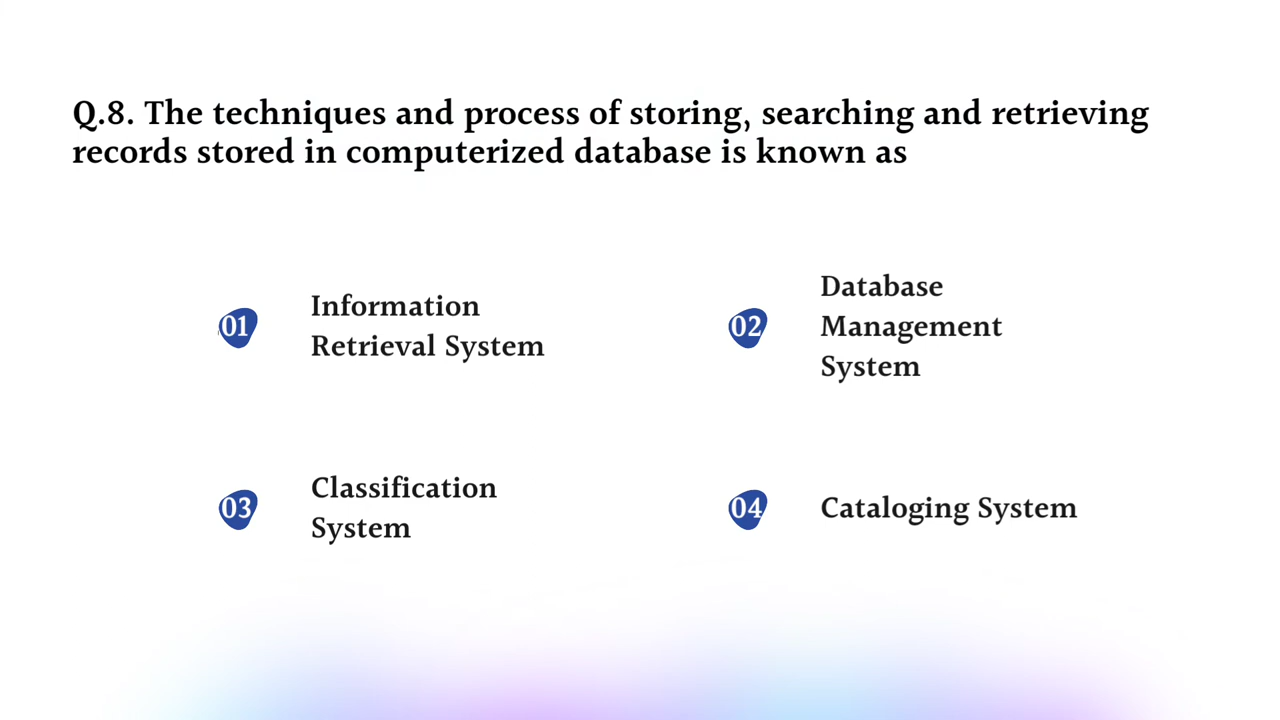 Q.8. The techniques and process of storing, searching and retrieving
records stored in computerized database is known as
01
Information
Retrieval System
02
Database
Management
System
03
Classification
System
04
Cataloging System